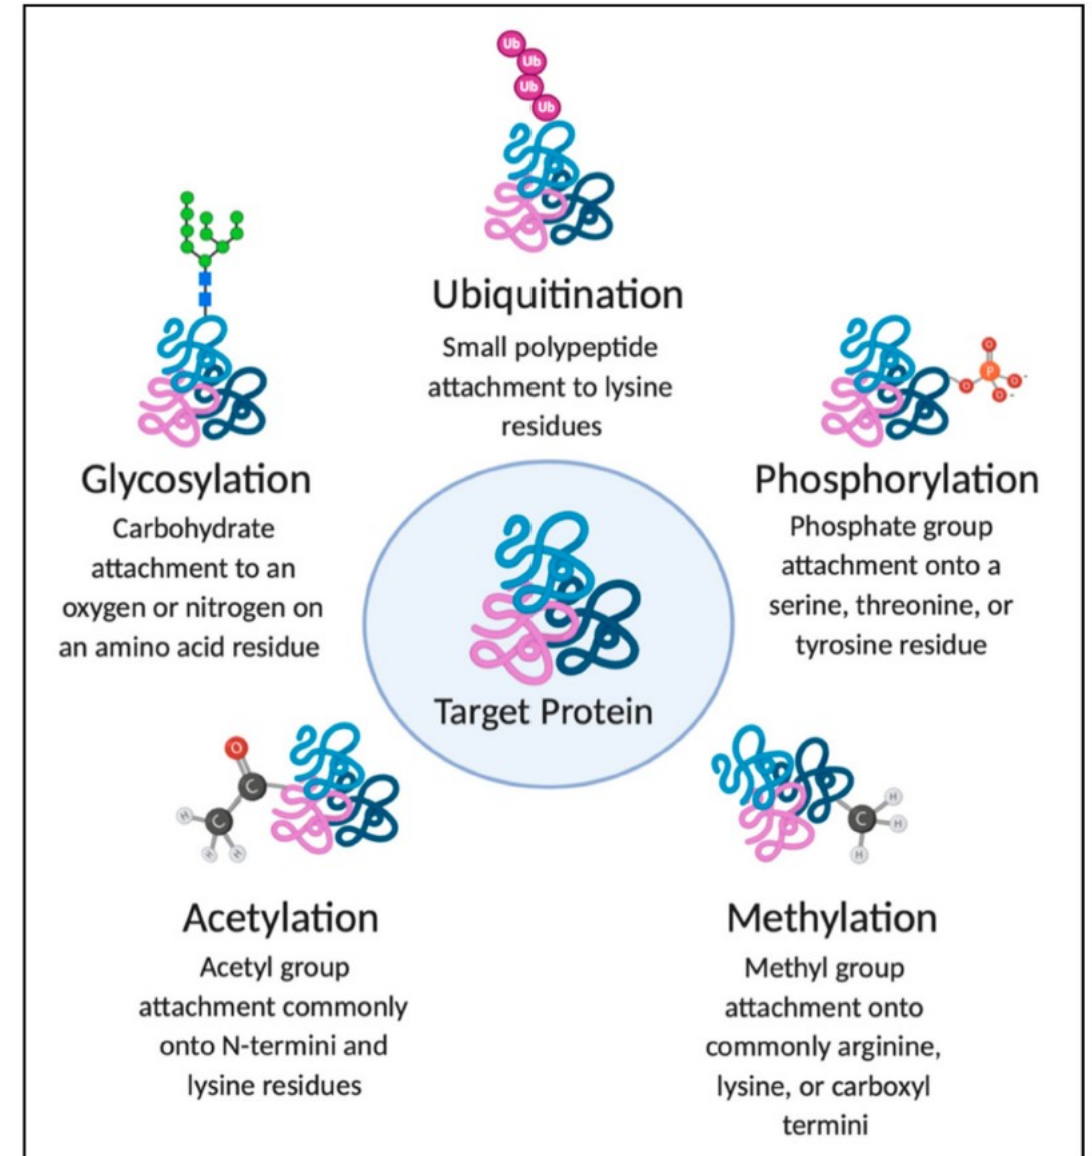 Ub
Ub
Ub
Ub
Ubiquitination
Small polypeptide
attachment to lysine
residues
Glycosylation
Carbohydrate
attachment to an
oxygen or nitrogen on
an amino acid residue
O
P
O
O-
O-
Phosphorylation
Phosphate group
attachment onto a
serine, threonine, or
tyrosine residue
Target Protein
O
C
H
C
H
H
Acetylation
Acetyl group
attachment commonly
onto N-termini and
lysine residues
H
C
H
H
Methylation
Methyl group
attachment onto
commonly arginine,
lysine, or carboxyl
termini